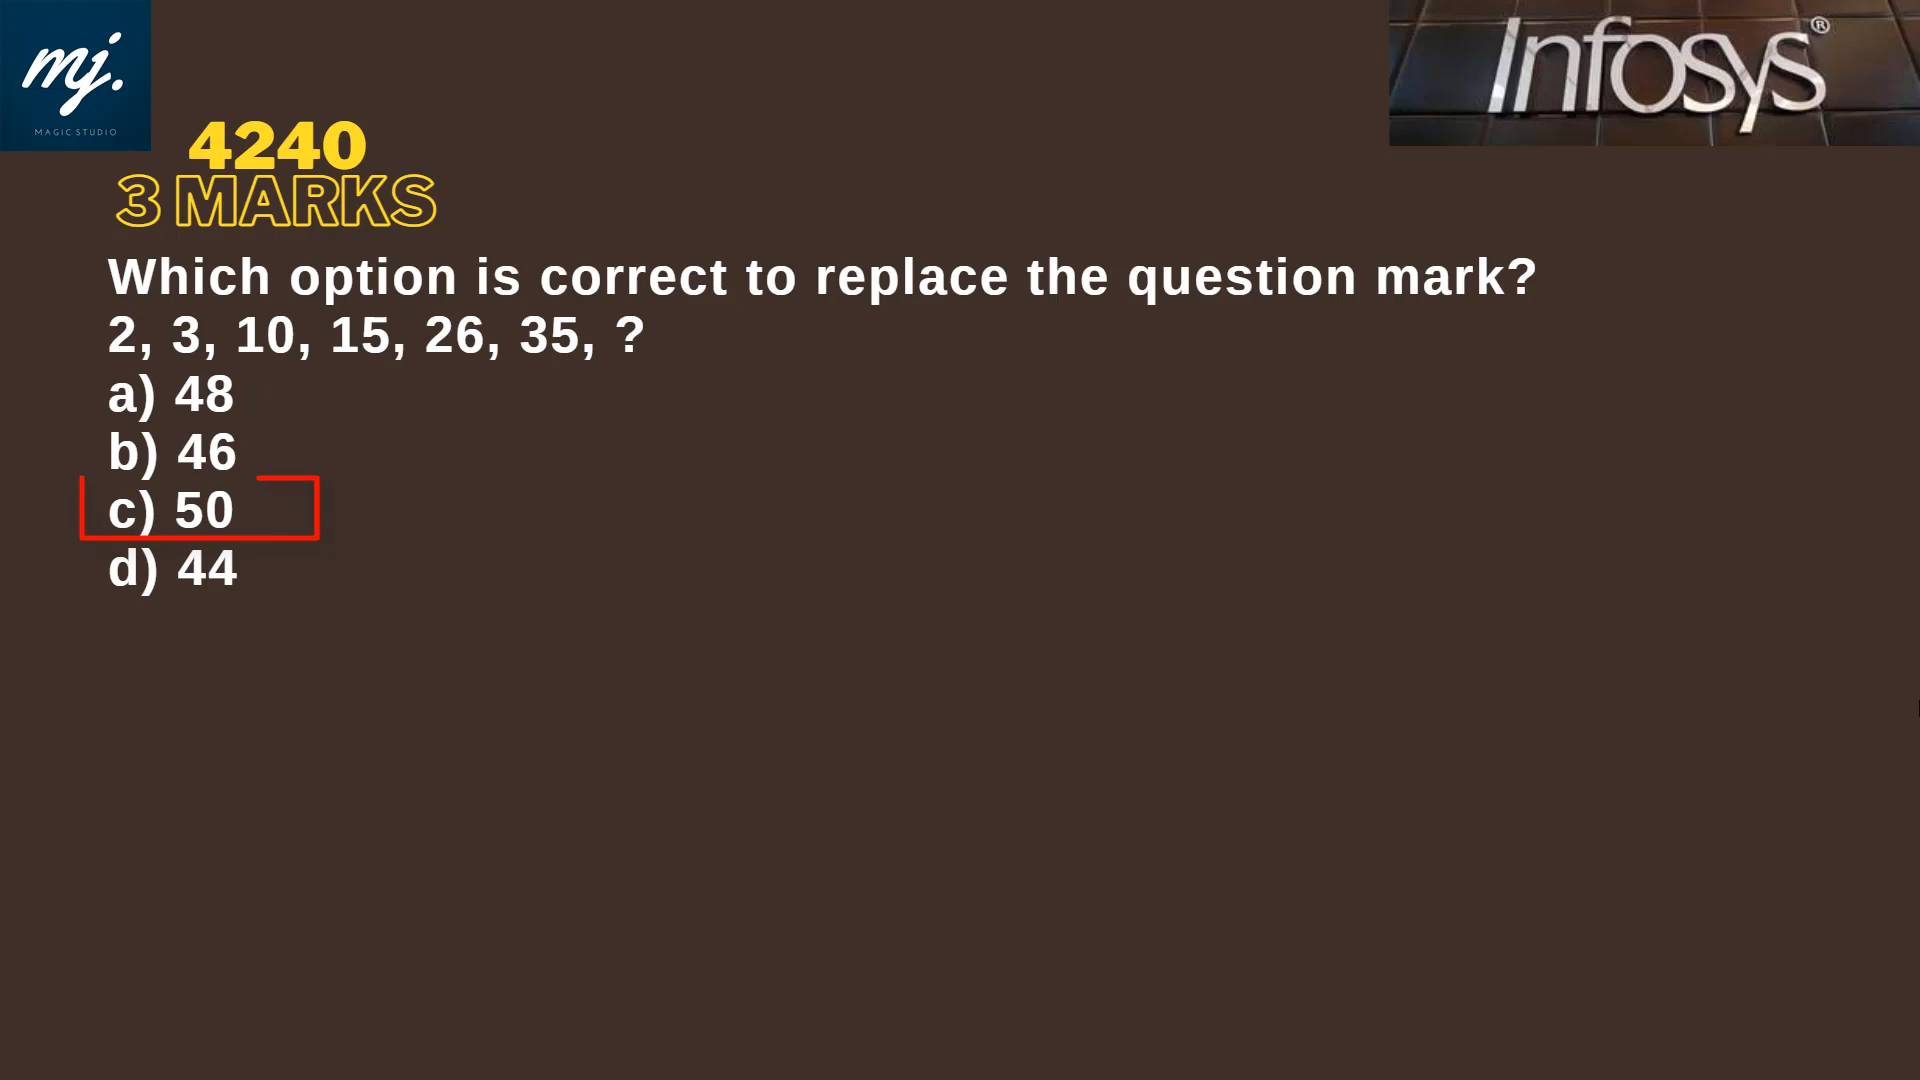 mj.
MAGIC STUDIO
Infosys®
4240
3 MARKS
Which option is correct to replace the question mark?
2, 3, 10, 15, 26, 35, ?
a) 48
b) 46
c) 50
d) 44